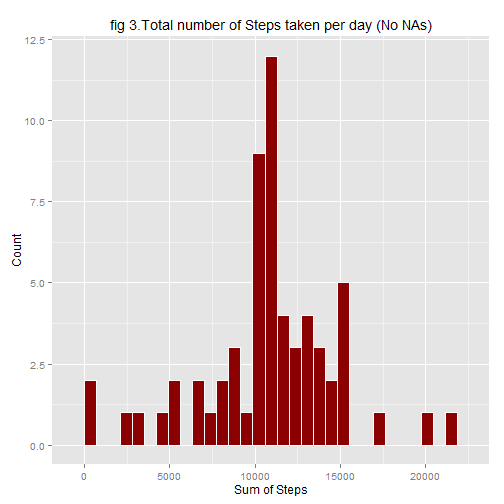 fig 3.Total number of Steps taken per day (No NAs)
12.5
10.0
7.5
5.0
2.5
0.0
Count
0 5000 10000 15000 20000
Sum of Steps